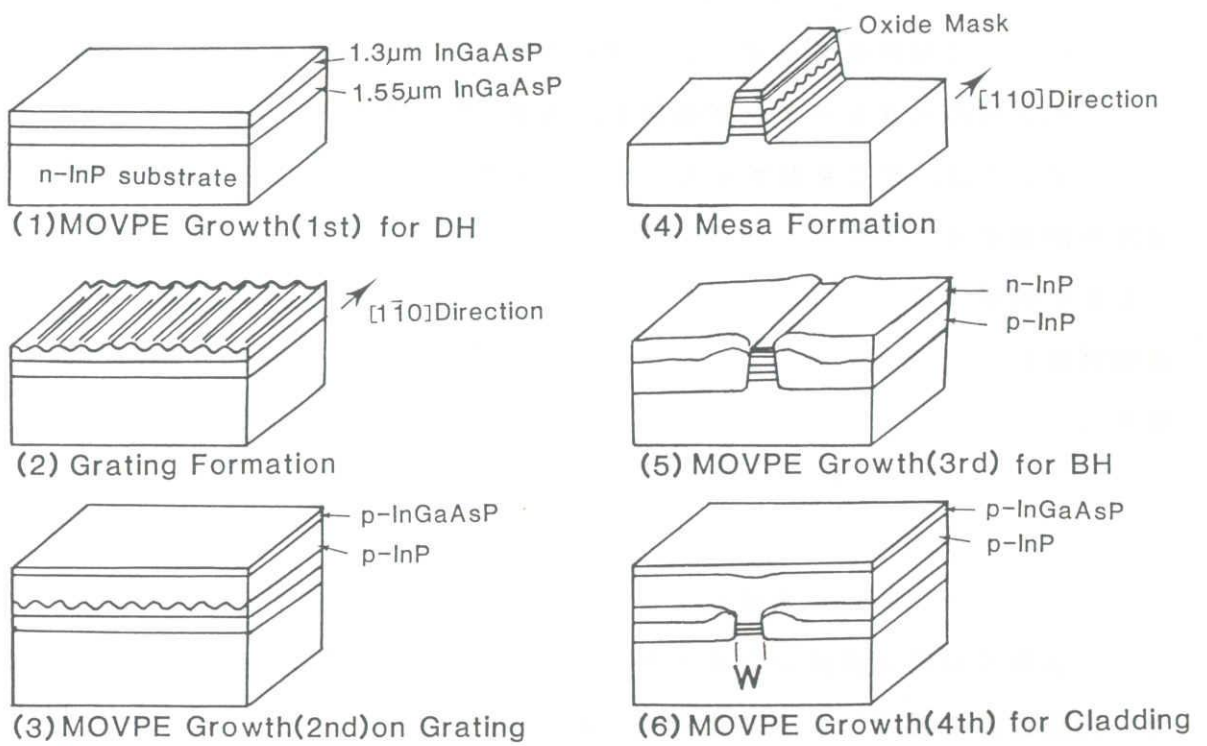 1.3µm InGaAsP
1.55µm InGaAsP
n-InP substrate
(1)MOVPE Growth(1st) for DH
[11̄0]Direction
(2) Grating Formation
p-InGaAsP
p-InP
(3)MOVPE Growth(2nd)on Grating
Oxide Mask
[110]Direction
(4) Mesa Formation
n-InP
p-InP
(5) MOVPE Growth(3rd) for BH
p-InGaAsP
p-InP
W
(6) MOVPE Growth(4th) for Cladding